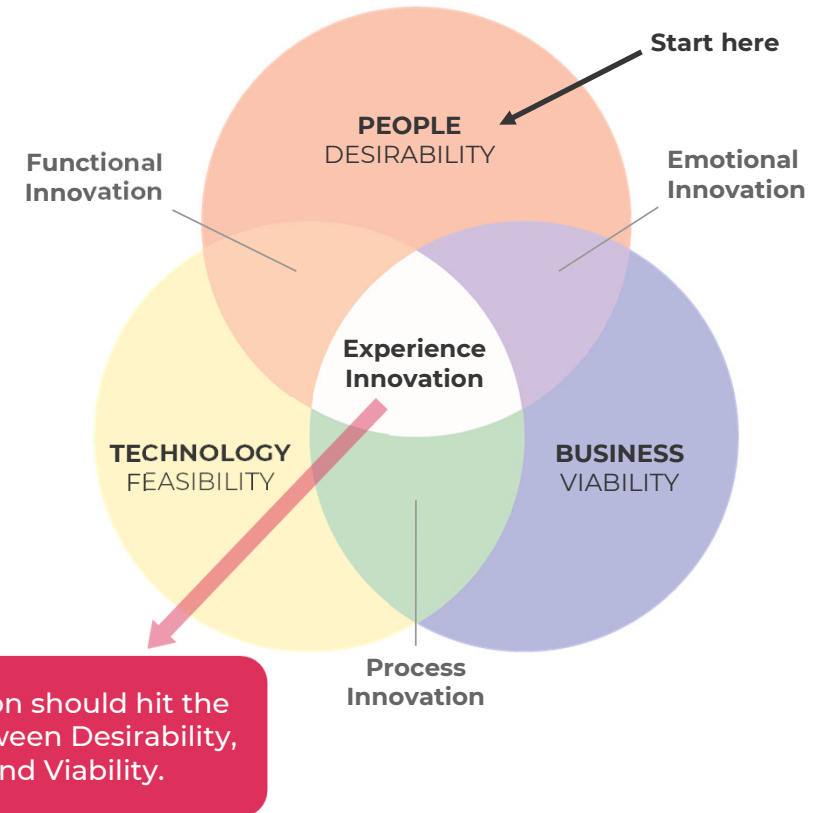 Start here
PEOPLE
DESIRABILITY
Functional
Innovation
Emotional
Innovation
Experience
Innovation
TECHNOLOGY
FEASIBILITY
BUSINESS
VIABILITY
Process
Innovation
on should hit the
ween Desirability,
nd Viability.